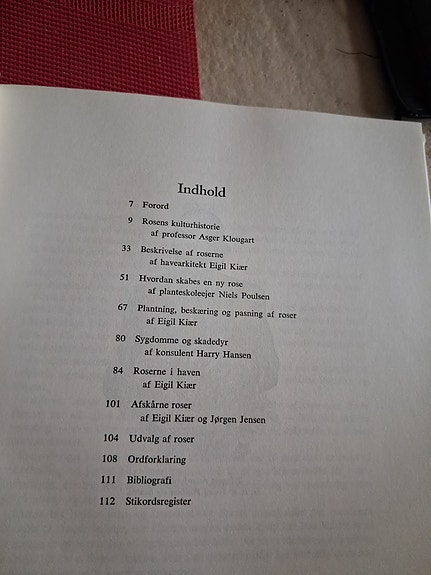 Indhold
7 Forord
9 Rosens kulturhistorie
af professor Asger Klougart
33 Beskrivelse af roserne
af havearkitekt Eigil Kiær
51 Hvordan skabes en ny rose
af planteskoleejer Niels Poulsen
67 Plantning, beskæring og pasning af roser
af Eigil Kiær
80 Sygdomme og skadedyr
af konsulent Harry Hansen
84 Roserne i haven
af Eigil Kiær
101 Afskårne roser
af Eigil Kiær og Jørgen Jensen
104 Udvalg af roser
108 Ordforklaring
111 Bibliografi
112 Stikordsregister